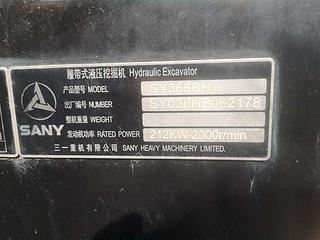 履带式液压挖掘机 Hydraulic Excavator
产品型号 MODEL SY365BH
出厂编号 NUMBER SY036HBJ62178
整机重量 WEIGHT
发动机功率 RATED POWER 212KW-2000r/min
SANY
三一重机有限公司 SANY HEAVY MACHINERY LIMITED.